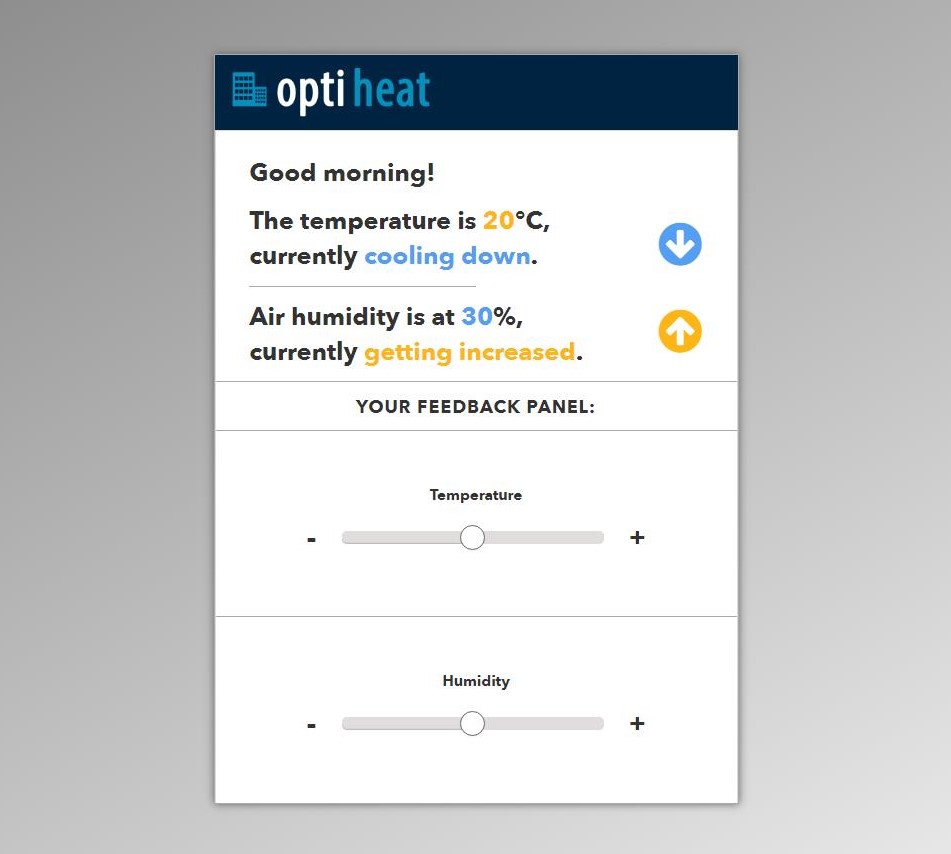 opti heat
Good morning!
The temperature is 20°C,
currently cooling down.
Air humidity is at 30%,
currently getting increased.
YOUR FEEDBACK PANEL:
Temperature
- +
Humidity
- +